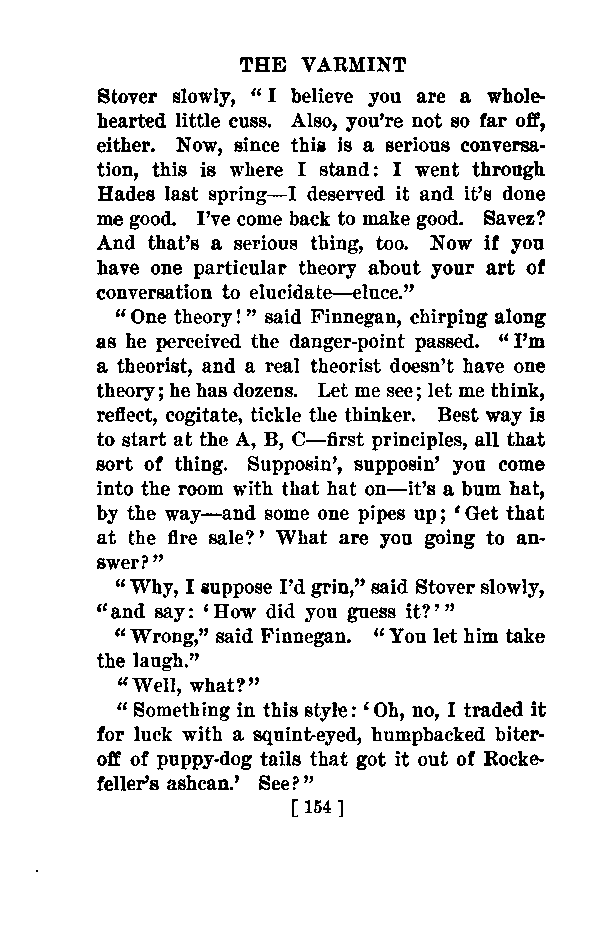 THE VARMINT
Stover slowly, “I believe you are a whole-
hearted little cuss. Also, you’re not so far off,
either. Now, since this is a serious conversa-
tion, this is where I stand: I went through
Hades last spring—I deserved it and it’s done
me good. I’ve come back to make good. Savez?
And that’s a serious thing, too. Now if you
have one particular theory about your art of
conversation to elucidate—eluce.”
“One theory!” said Finnegan, chirping along
as he perceived the danger-point passed. “I’m
a theorist, and a real theorist doesn’t have one
theory; he has dozens. Let me see; let me think,
reflect, cogitate, tickle the thinker. Best way is
to start at the A, B, C—first principles, all that
sort of thing. Supposin’, supposin’ you come
into the room with that hat on—it’s a bum hat,
by the way—and some one pipes up; ‘Get that
at the fire sale?’ What are you going to an-
swer?”
“Why, I suppose I’d grin,” said Stover slowly,
“and say: ‘How did you guess it?’”
“Wrong,” said Finnegan. “You let him take
the laugh.”
“Well, what?”
“Something in this style: ‘Oh, no, I traded it
for luck with a squint-eyed, humpbacked biter-
off of puppy-dog tails that got it out of Rocke-
feller’s ashcan.’ See?”
[ 154 ]